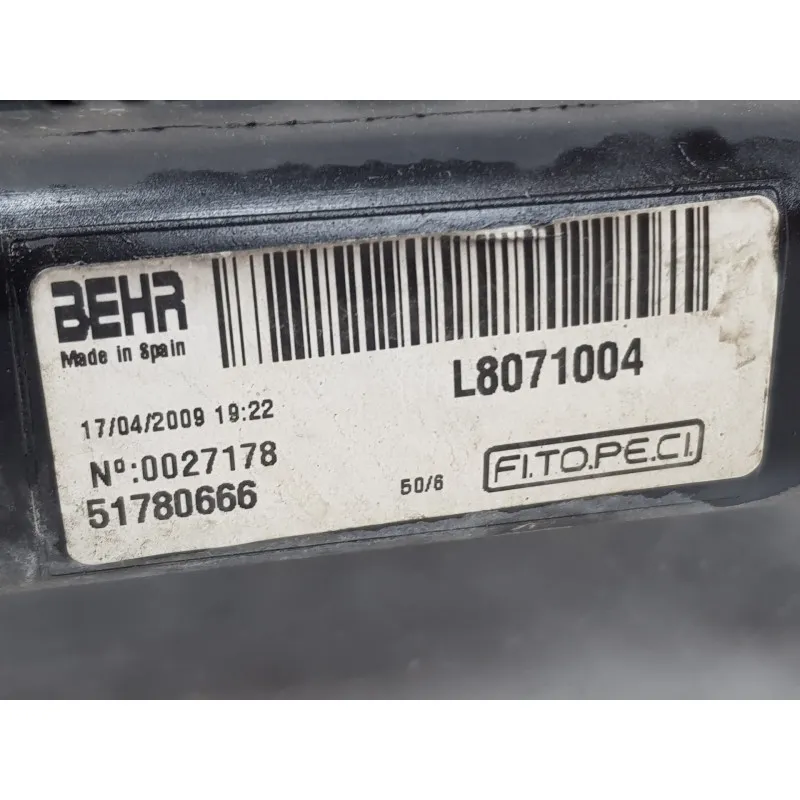 BEHR
Made in Spain
L8071004
17/04/2009 19:22
Nº:0027178
51780666
50/6
FI.TO.PE.CI.